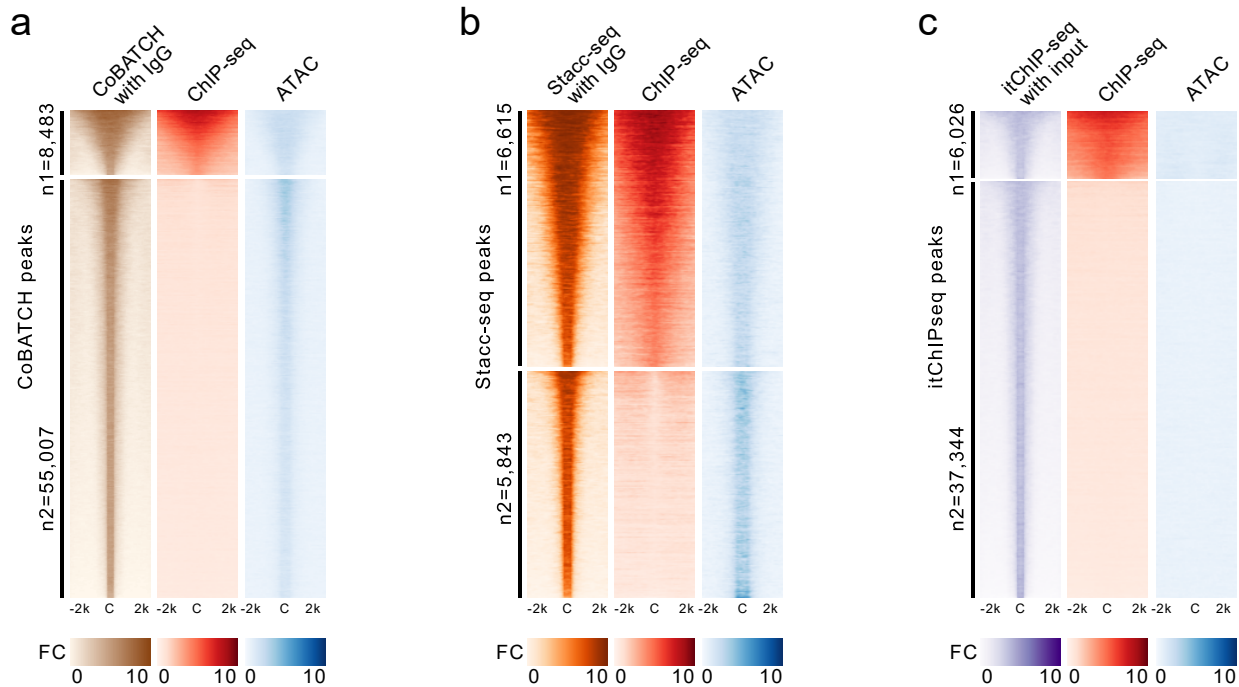 a
CoBATCH
with IgG
ChIP-seq
ATAC
n1=8,483
CoBATCH peaks
n2=55,007
-2k C 2k -2k C 2k -2k C 2k
FC
0 10 0 10 0 10
b
Stacc-seq
with IgG
ChIP-seq
ATAC
n1=6,615
Stacc-seq peaks
n2=5,843
-2k C 2k -2k C 2k -2k C 2k
FC
0 10 0 10 0 10
c
itChIP-seq
with input
ChIP-seq
ATAC
n1=6,026
itChIPseq peaks
n2=37,344
-2k C 2k -2k C 2k -2k C 2k
FC
0 10 0 10 0 10